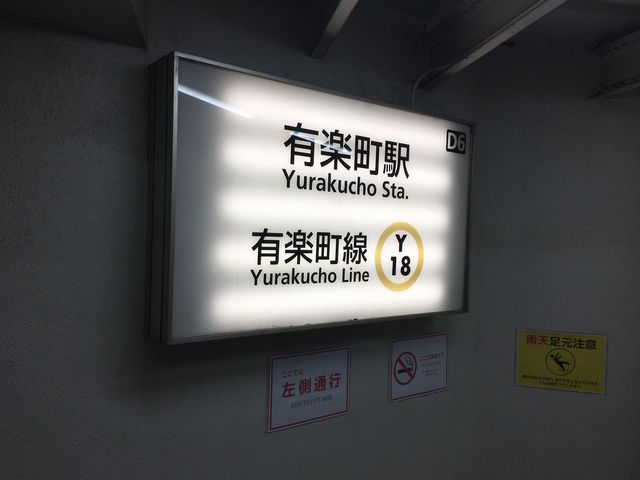 有楽町駅
D6
Yurakucho Sta.
有楽町線
Y
18
Yurakucho Line
ここでは
左側通行
KEEP TO LEFT HERE
雨天足元注意